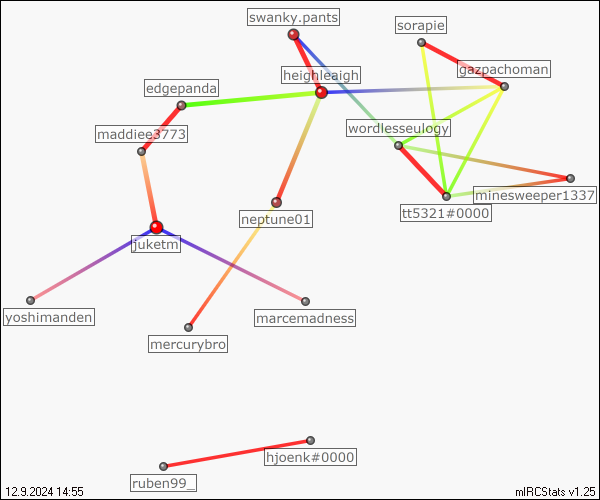 swanky.pants
sorapie
gazpachoman
heighleaigh
edgepanda
wordlesseulogy
maddiee3773
minesweeper1337
tt5321#0000
neptune01
juketm
yoshimanden
marcemadness
mercurybro
hjoenk#0000
ruben99_
12.9.2024 14:55
mIRCStats v1.25